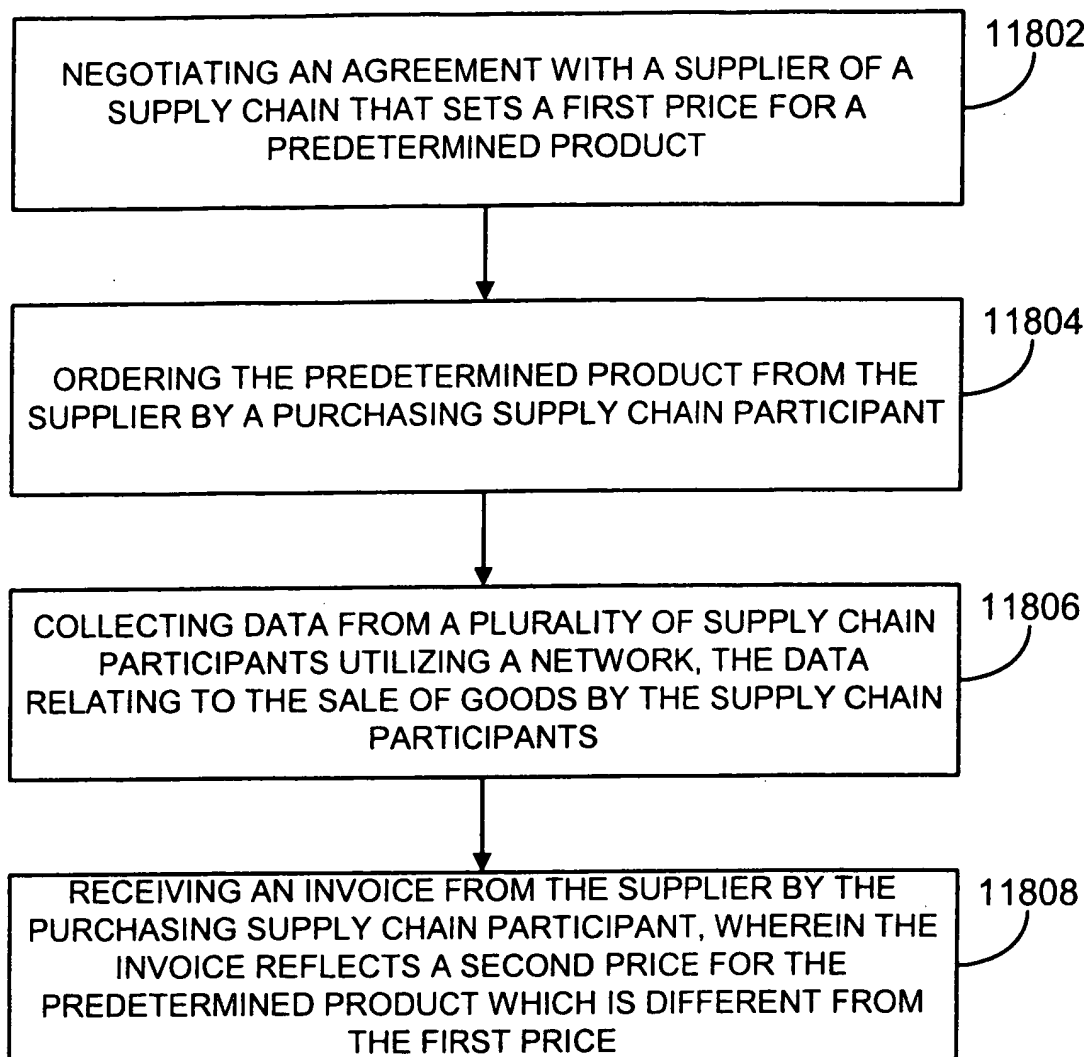 11802
NEGOTIATING AN AGREEMENT WITH A SUPPLIER OF A
SUPPLY CHAIN THAT SETS A FIRST PRICE FOR A
PREDETERMINED PRODUCT
11804
ORDERING THE PREDETERMINED PRODUCT FROM THE
SUPPLIER BY A PURCHASING SUPPLY CHAIN PARTICIPANT
11806
COLLECTING DATA FROM A PLURALITY OF SUPPLY CHAIN
PARTICIPANTS UTILIZING A NETWORK, THE DATA
RELATING TO THE SALE OF GOODS BY THE SUPPLY CHAIN
PARTICIPANTS
11808
RECEIVING AN INVOICE FROM THE SUPPLIER BY THE
PURCHASING SUPPLY CHAIN PARTICIPANT, WHEREIN THE
INVOICE REFLECTS A SECOND PRICE FOR THE
PREDETERMINED PRODUCT WHICH IS DIFFERENT FROM
THE FIRST PRICE